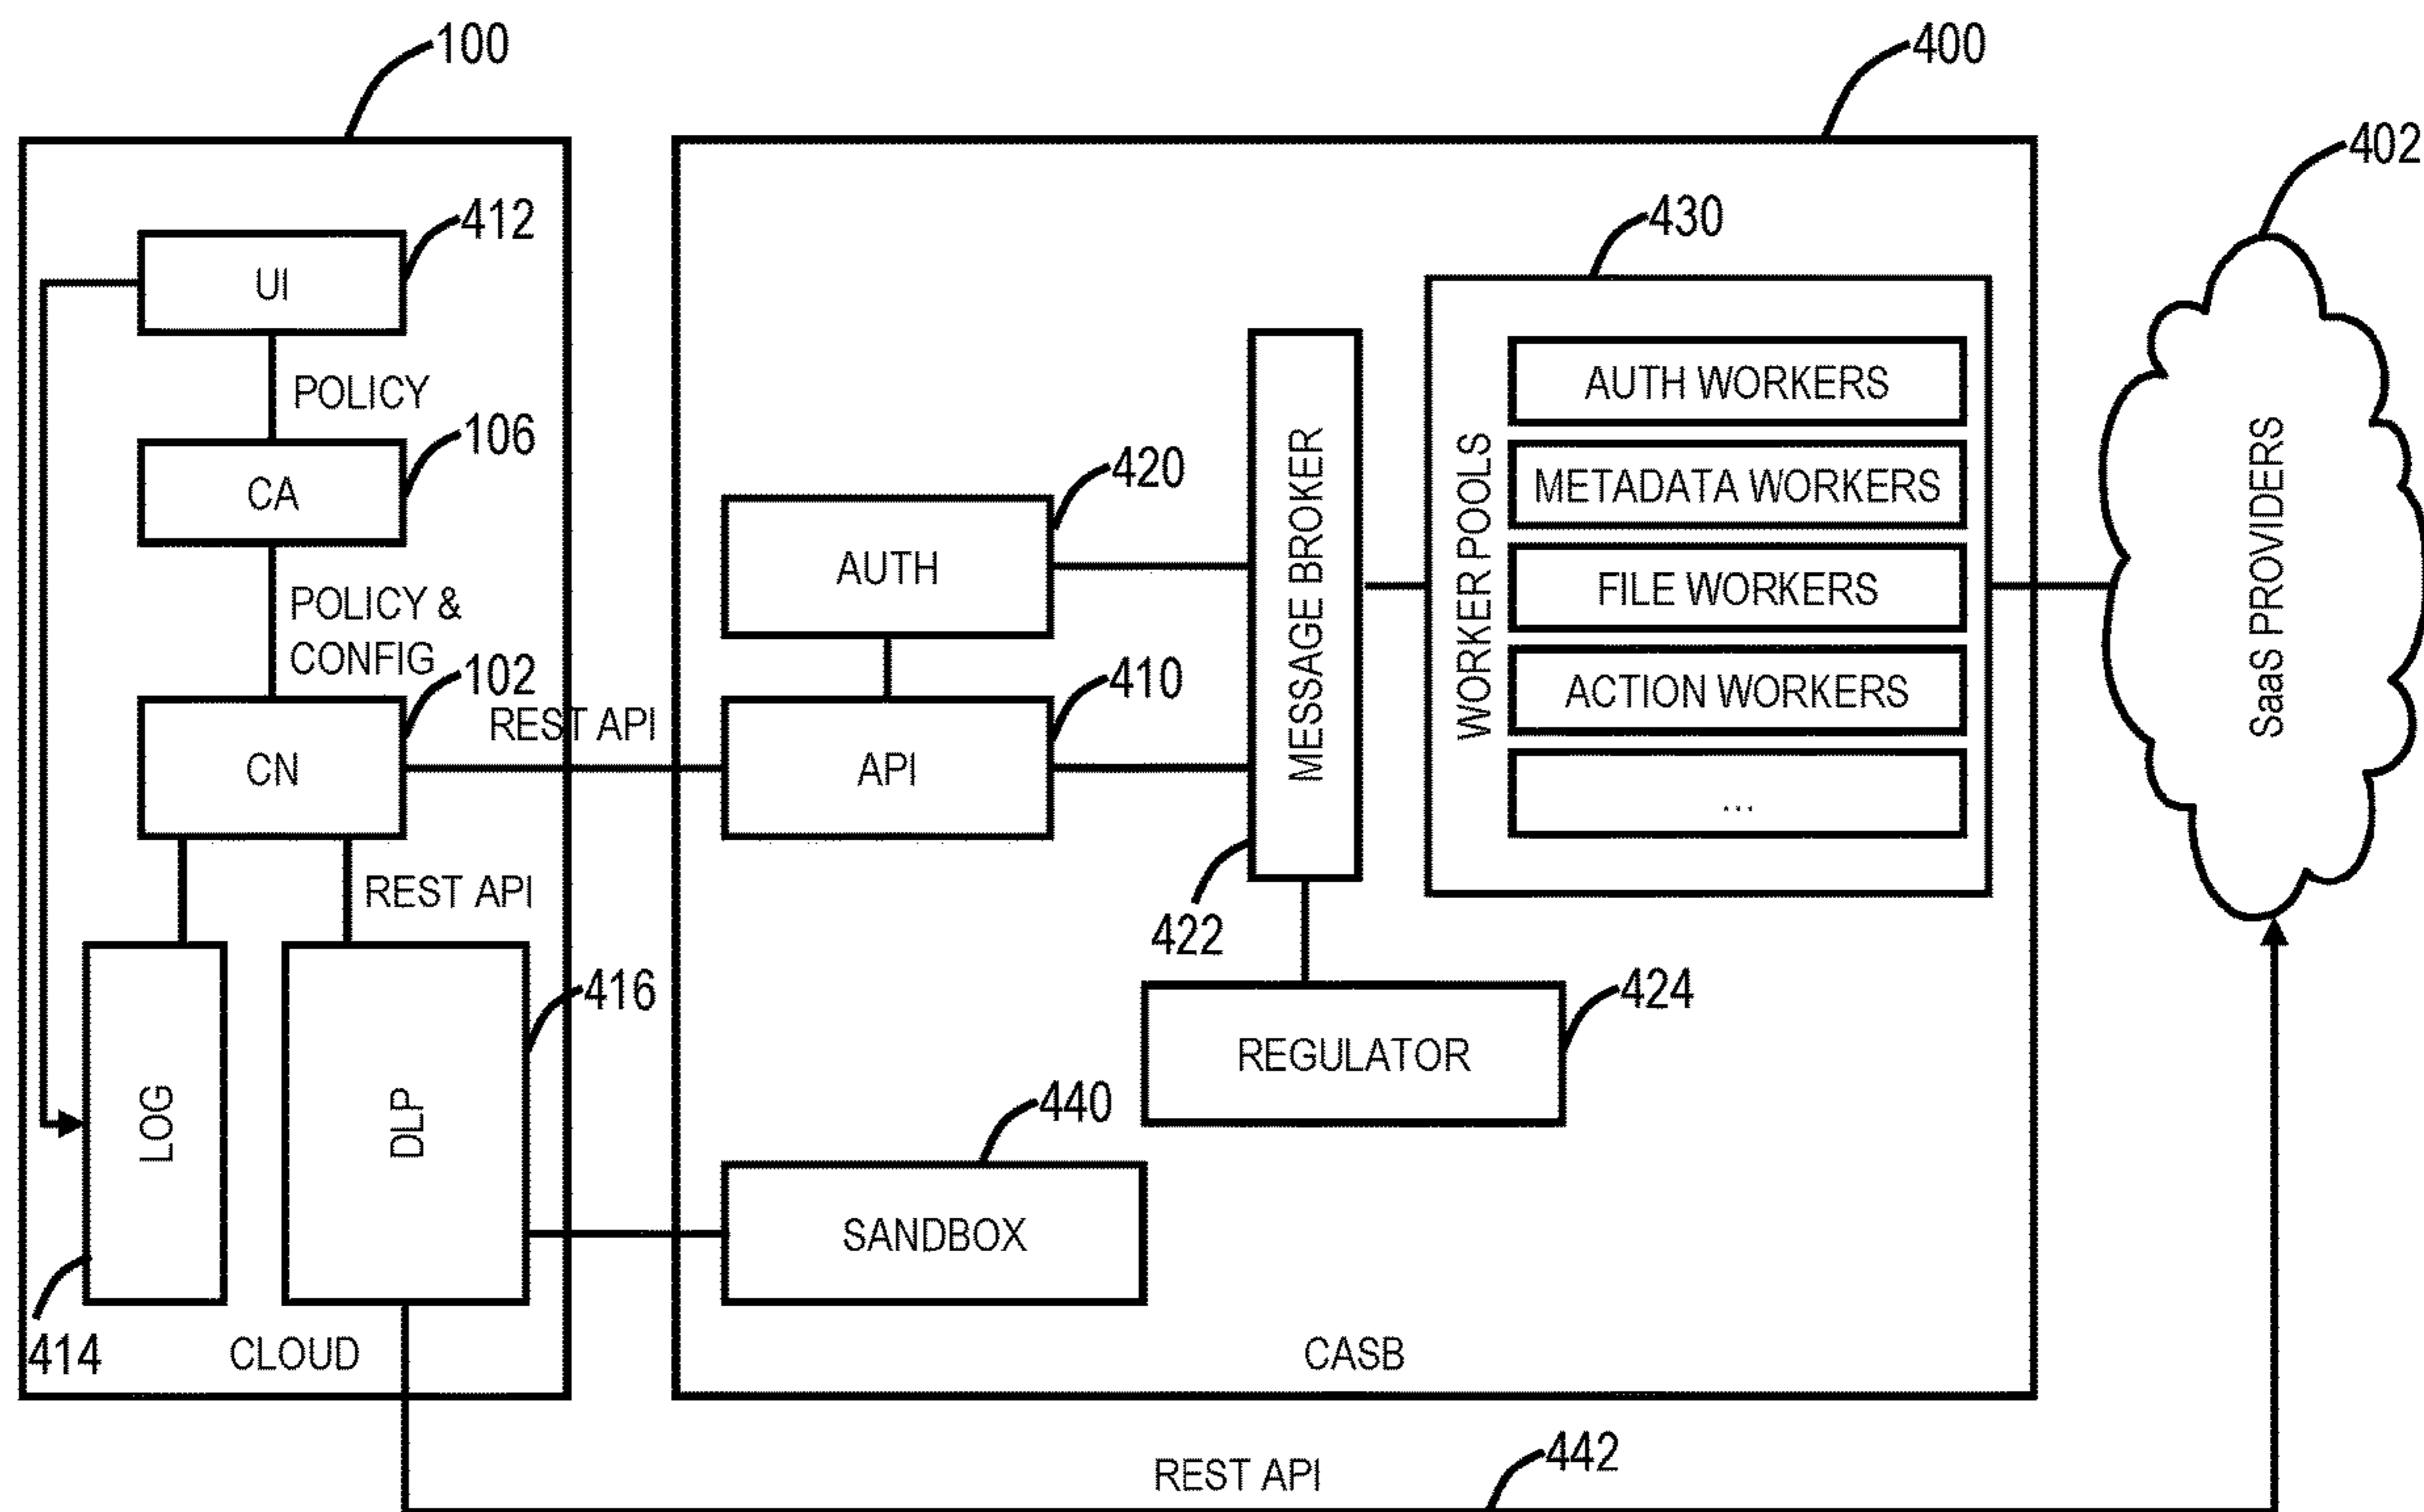 100
400
402
412
430
UI
POLICY
106
CA
POLICY &
CONFIG
102
CN
REST API
REST API
LOG
414
DLP
416
CLOUD
420
AUTH
410
API
MESSAGE BROKER
422
WORKER POOLS
AUTH WORKERS
METADATA WORKERS
FILE WORKERS
ACTION WORKERS
...
424
REGULATOR
440
SANDBOX
CASB
SaaS PROVIDERS
REST API
442